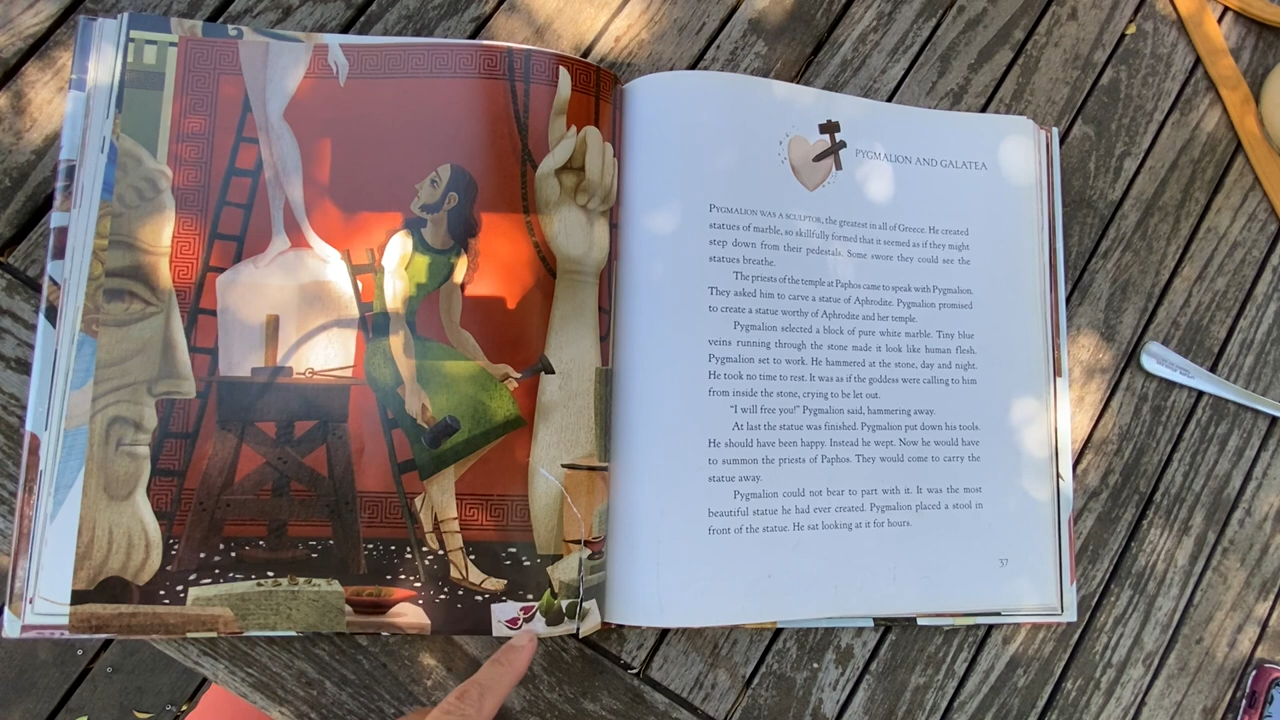 PYGMALION AND GALATEA
PYGMALION WAS A SCULPTOR, the greatest in all of Greece. He created
statues of marble, so skillfully formed that it seemed as if they might
step down from their pedestals. Some swore they could see the
statues breathe.
The priests of the temple at Paphos came to speak with Pygmalion.
They asked him to carve a statue of Aphrodite. Pygmalion promised
to create a statue worthy of Aphrodite and her temple.
Pygmalion selected a block of pure white marble. Tiny blue
veins running through the stone made it look like human flesh.
Pygmalion set to work. He hammered at the stone, day and night.
He took no time to rest. It was as if the goddess were calling to him
from inside the stone, crying to be let out.
“I will free you!” Pygmalion said, hammering away.
At last the statue was finished. Pygmalion put down his tools.
He should have been happy. Instead he wept. Now he would have
to summon the priests of Paphos. They would come to carry the
statue away.
Pygmalion could not bear to part with it. It was the most
beautiful statue he had ever created. Pygmalion placed a stool in
front of the statue. He sat looking at it for hours.
37